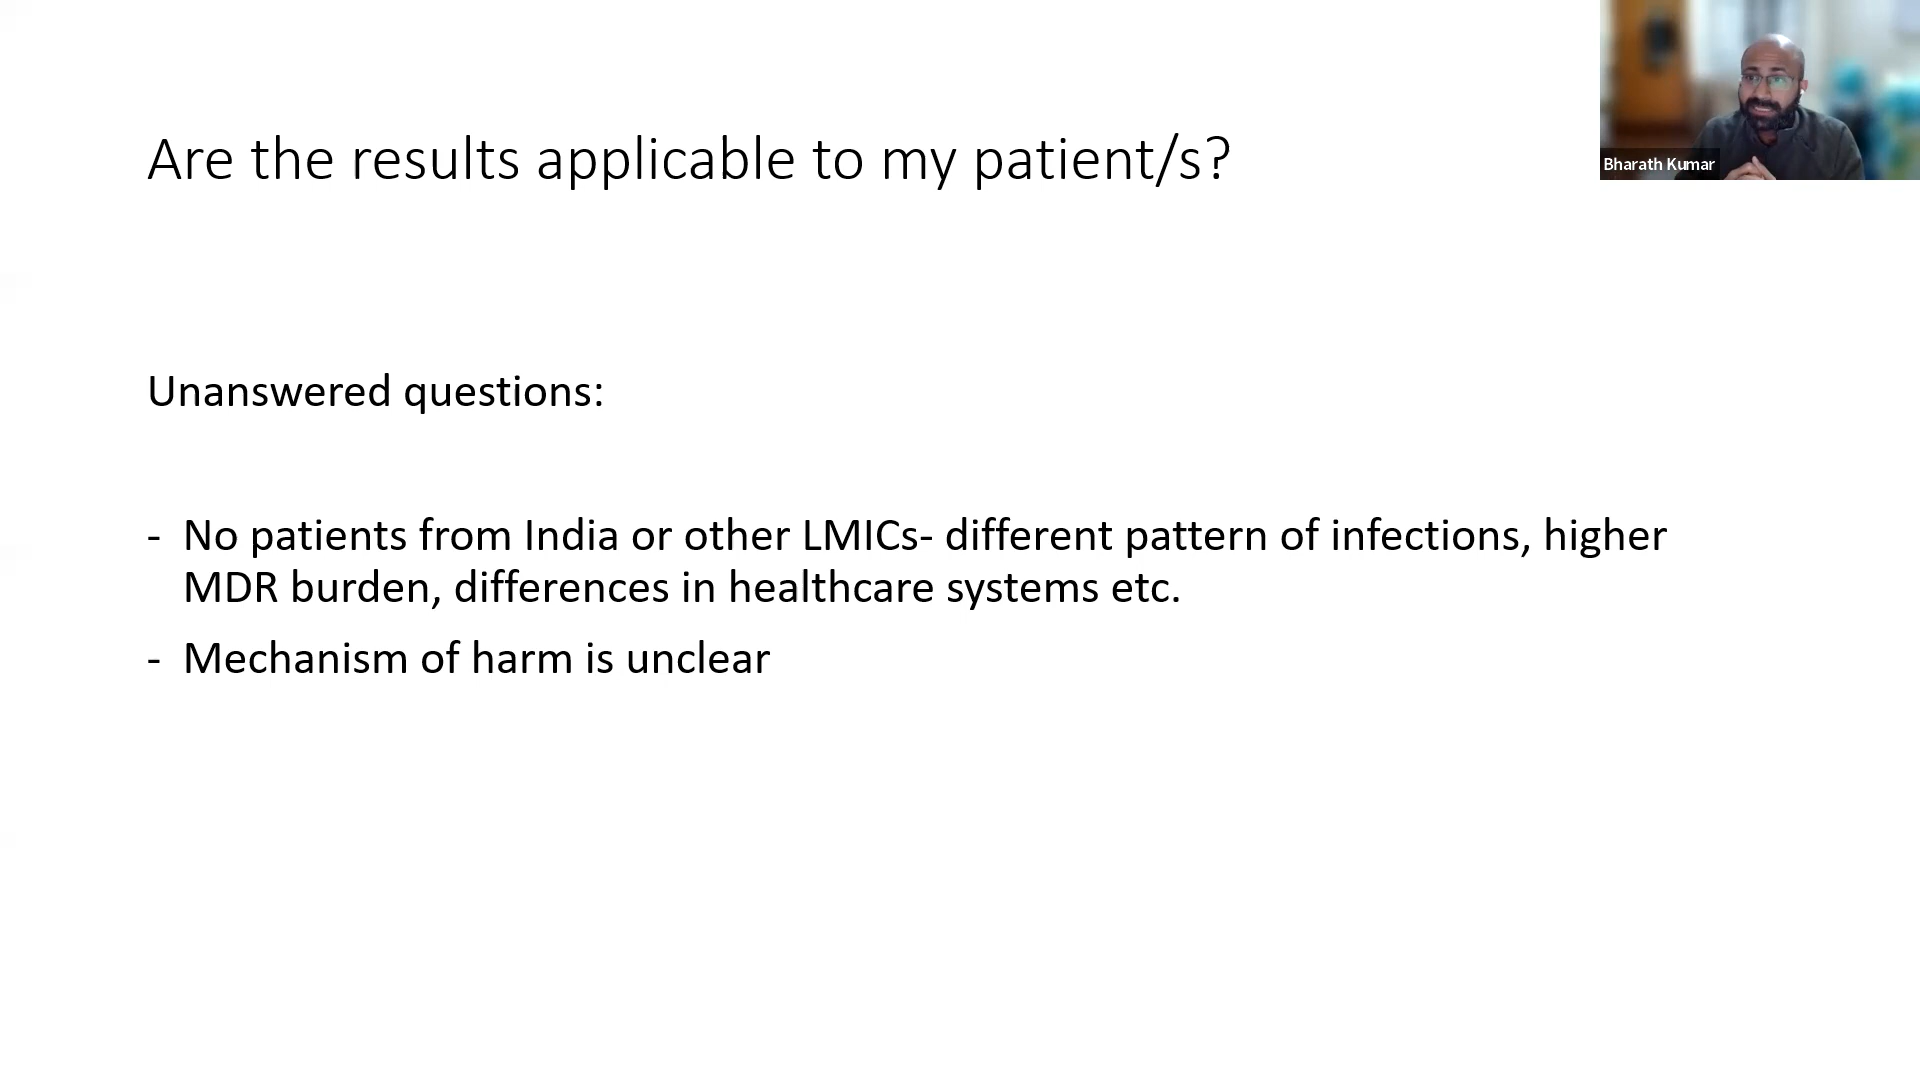 Are the results applicable to my patient/s?
Bharath Kumar
Unanswered questions:
- No patients from India or other LMICs- different pattern of infections, higher
MDR burden, differences in healthcare systems etc.
- Mechanism of harm is unclear